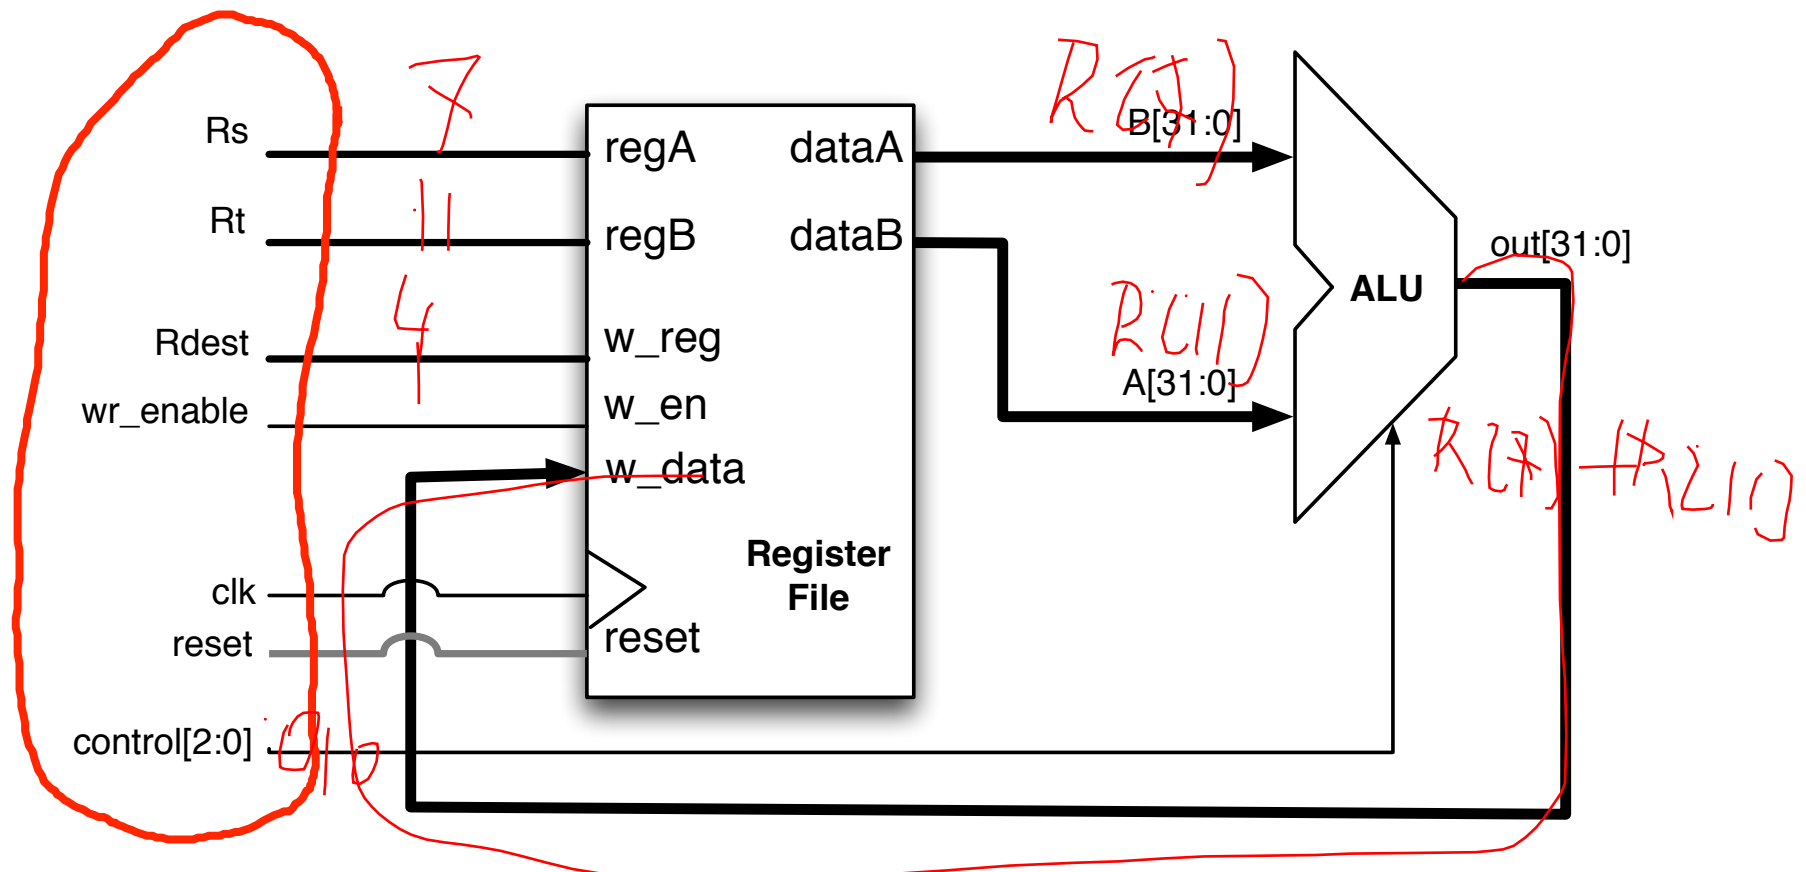 Rs
7
regA
dataA
R[7]
B[31:0]
Rt
11
regB
dataB
out[31:0]
ALU
R[11]
A[31:0]
Rdest
4
w_reg
wr_enable
w_en
w_data
R[7] + R[11]
Register
File
clk
reset
reset
control[2:0]
010